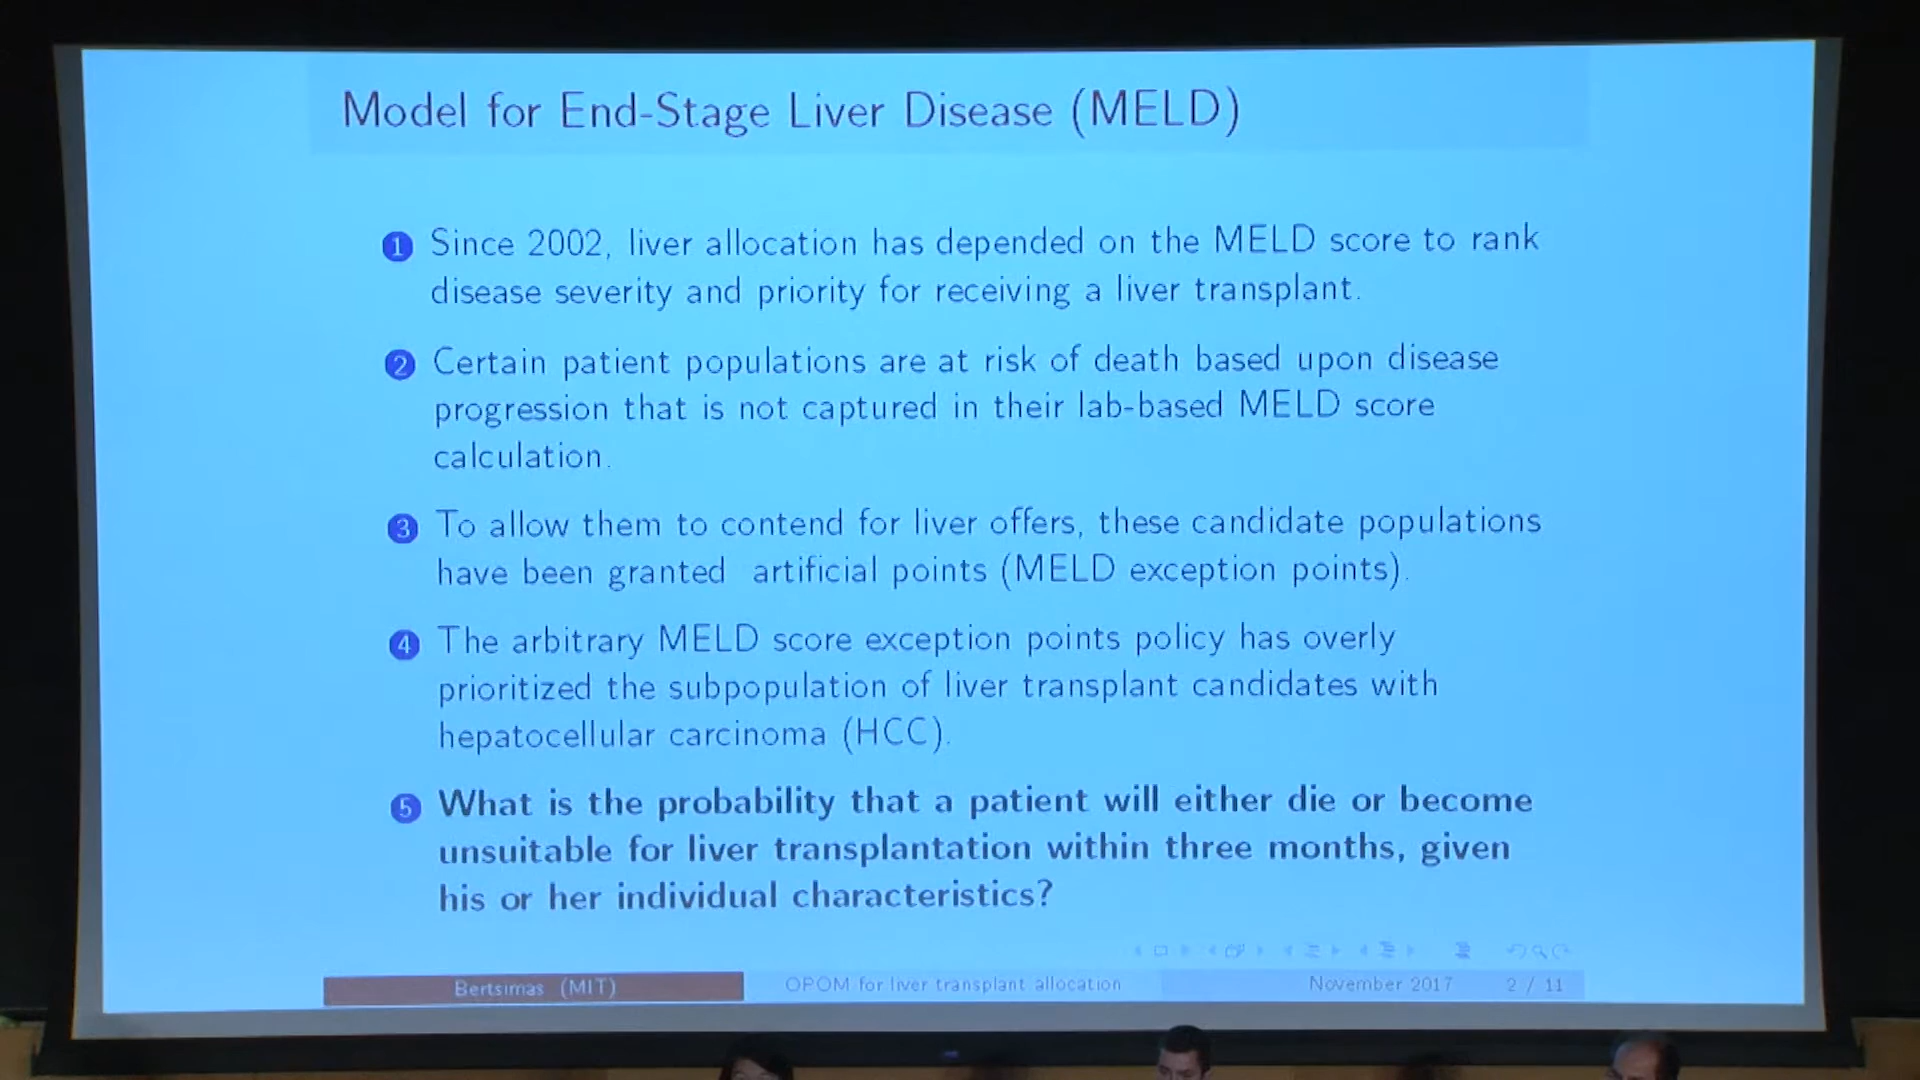 Model for End-Stage Liver Disease (MELD)
1 Since 2002, liver allocation has depended on the MELD score to rank
disease severity and priority for receiving a liver transplant.
2 Certain patient populations are at risk of death based upon disease
progression that is not captured in their lab-based MELD score
calculation.
3 To allow them to contend for liver offers, these candidate populations
have been granted artificial points (MELD exception points).
4 The arbitrary MELD score exception points policy has overly
prioritized the subpopulation of liver transplant candidates with
hepatocellular carcinoma (HCC).
5 What is the probability that a patient will either die or become
unsuitable for liver transplantation within three months, given
his or her individual characteristics?
Bertsimas (MIT) OPOM for liver transplant allocation November 2017 2 / 11